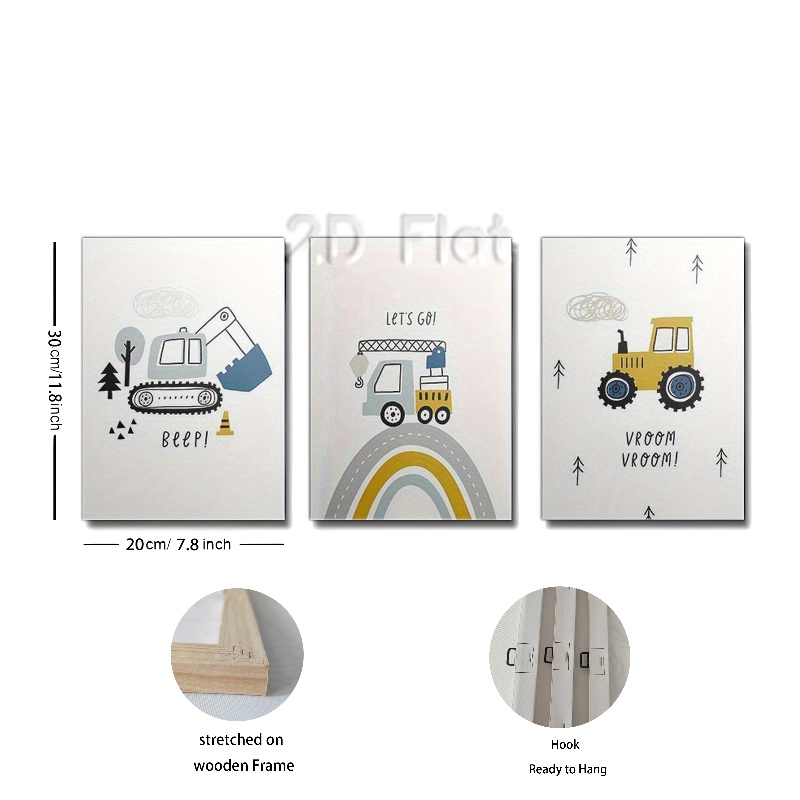 2D Flat
LET'S GO!
BEEP!
VROOM
VROOM!
30cm/11.8inch
20cm/ 7.8 inch
stretched on
wooden Frame
Hook
Ready to Hang